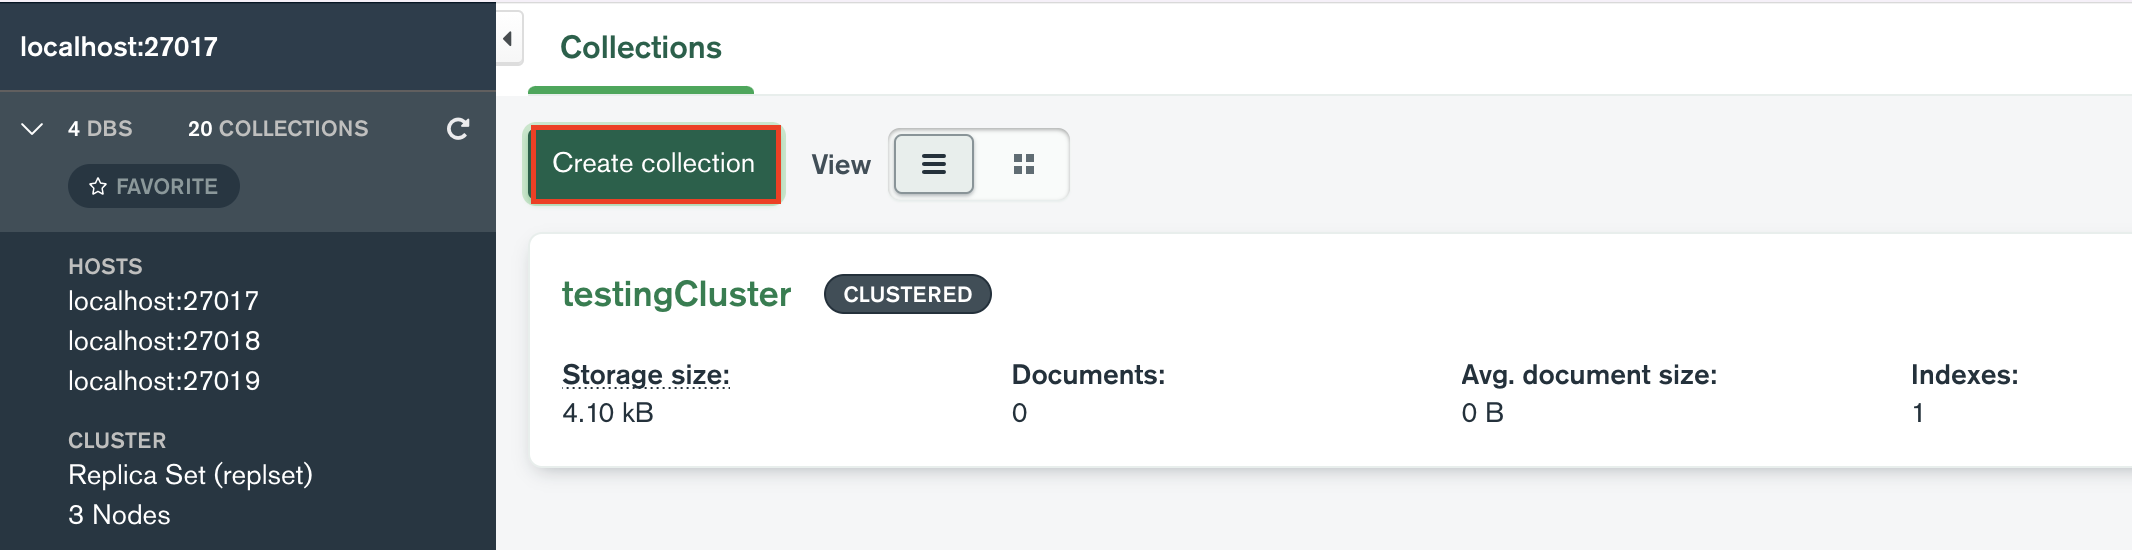 localhost:27017
4 DBS 20 COLLECTIONS
FAVORITE
HOSTS
localhost:27017
localhost:27018
localhost:27019
CLUSTER
Replica Set (replset)
3 Nodes
Collections
Create collection View
testingCluster CLUSTERED
Storage size: Documents: Avg. document size: Indexes:
4.10 kB 0 0 B 1